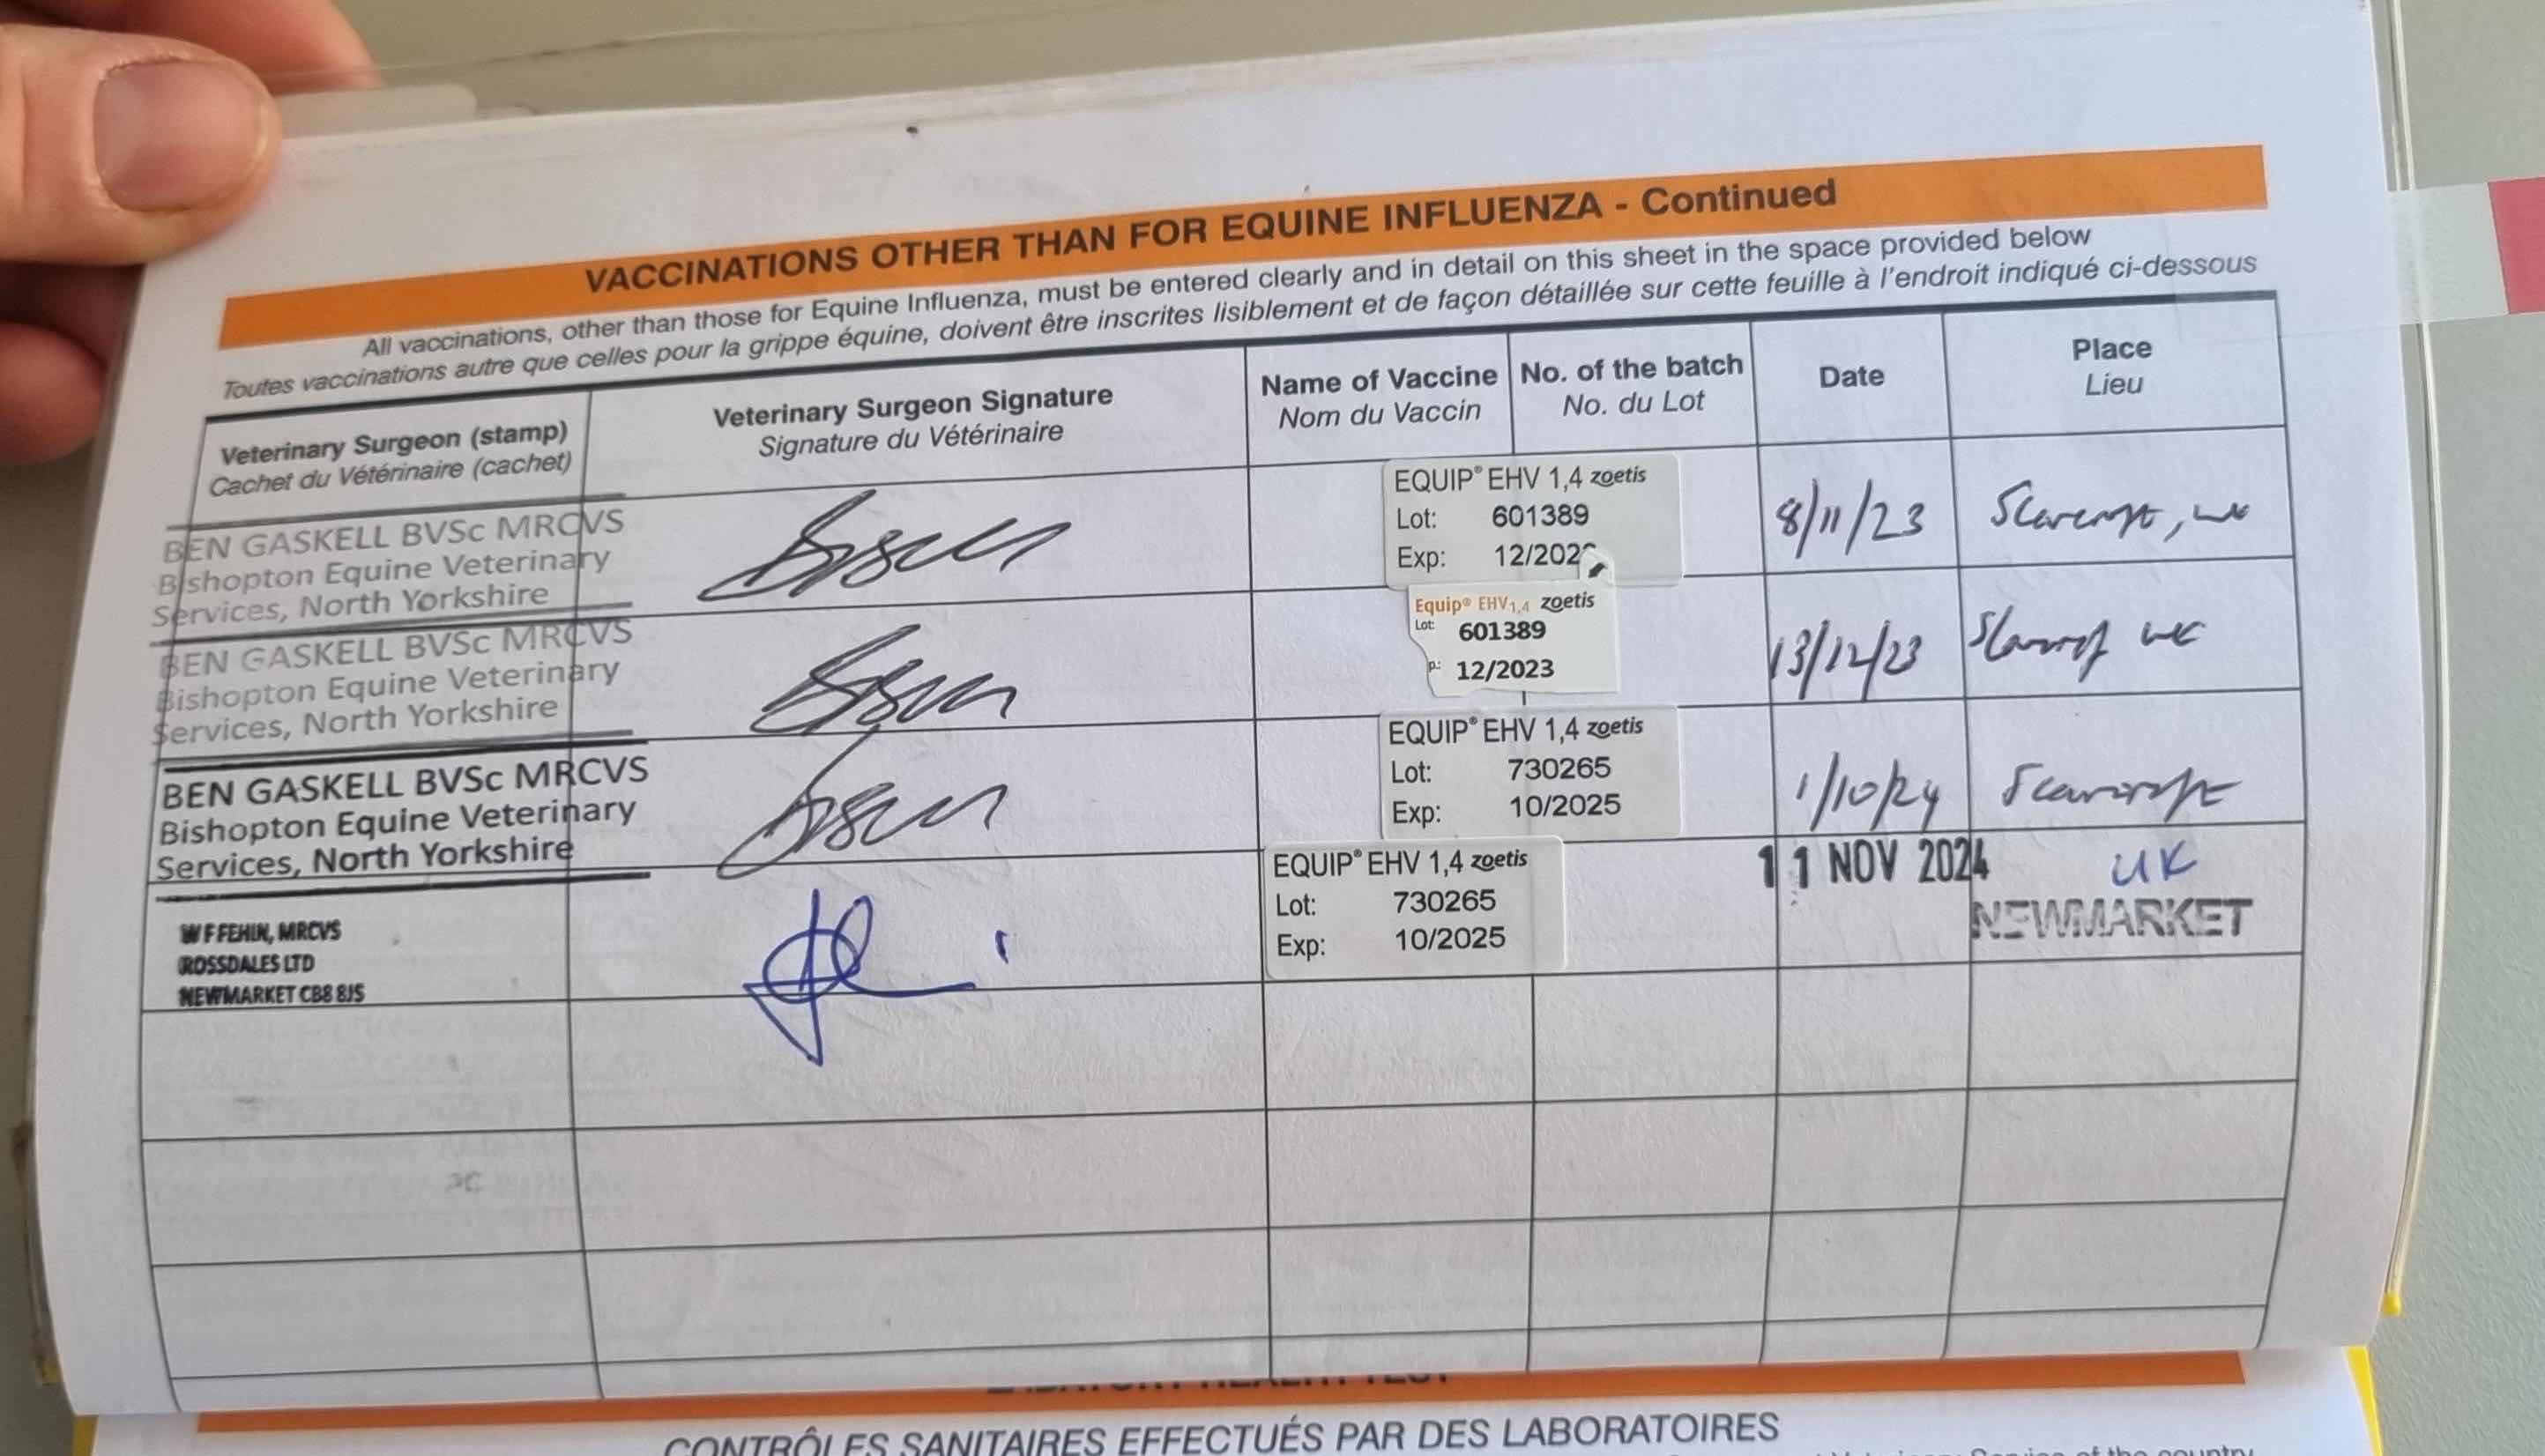 VACCINATIONS OTHER THAN FOR EQUINE INFLUENZA - Continued
All vaccinations, other than those for Equine Influenza, must be entered clearly and in detail on this sheet in the space provided below
Toutes vaccinations autre que celles pour la grippe équine, doivent être inscrites lisiblement et de façon détaillée sur cette feuille à l'endroit indiqué ci-dessous
Veterinary Surgeon (stamp)
Cachet du Vétérinaire (cachet)
Veterinary Surgeon Signature
Signature du Vétérinaire
Name of Vaccine
Nom du Vaccin
No. of the batch
No. du Lot
Date
Place
Lieu
BEN GASKELL BVSc MRCVS
Bishopton Equine Veterinary
Services, North Yorkshire
EQUIP® EHV 1,4 zoetis
Lot: 601389
Exp: 12/202
8/11/23
BEN GASKELL BVSc MRCVS
Bishopton Equine Veterinary
Services, North Yorkshire
Equip® EHV1,4 zoetis
Lot: 601389
p.: 12/2023
13/12/23
BEN GASKELL BVSc MRCVS
Bishopton Equine Veterinary
Services, North Yorkshire
EQUIP® EHV 1,4 zoetis
Lot: 730265
Exp: 10/2025
1/10/24
Scarcroft
W F FEHIN, MRCVS
ROSSDALES LTD
NEWMARKET CB8 8JS
EQUIP® EHV 1,4 zoetis
Lot: 730265
Exp: 10/2025
11 NOV 2024
UK
NEWMARKET
CONTRÔLES SANITAIRES EFFECTUÉS PAR DES LABORATOIRES